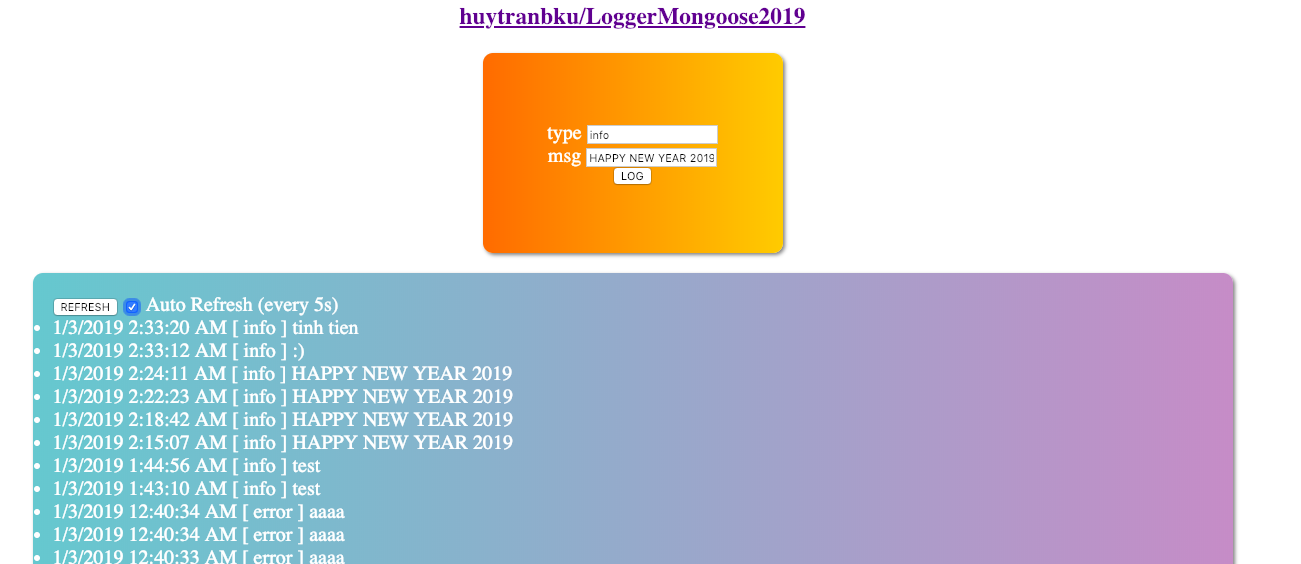 huytranbku/LoggerMongoose2019
type info
msg HAPPY NEW YEAR 2019
LOG
REFRESH Auto Refresh (every 5s)
1/3/2019 2:33:20 AM [ info ] tinh tien
1/3/2019 2:33:12 AM [ info ] :)
1/3/2019 2:24:11 AM [ info ] HAPPY NEW YEAR 2019
1/3/2019 2:22:23 AM [ info ] HAPPY NEW YEAR 2019
1/3/2019 2:18:42 AM [ info ] HAPPY NEW YEAR 2019
1/3/2019 2:15:07 AM [ info ] HAPPY NEW YEAR 2019
1/3/2019 1:44:56 AM [ info ] test
1/3/2019 1:43:10 AM [ info ] test
1/3/2019 12:40:34 AM [ error ] aaaa
1/3/2019 12:40:34 AM [ error ] aaaa
1/3/2019 12:40:33 AM [ error ] aaaa